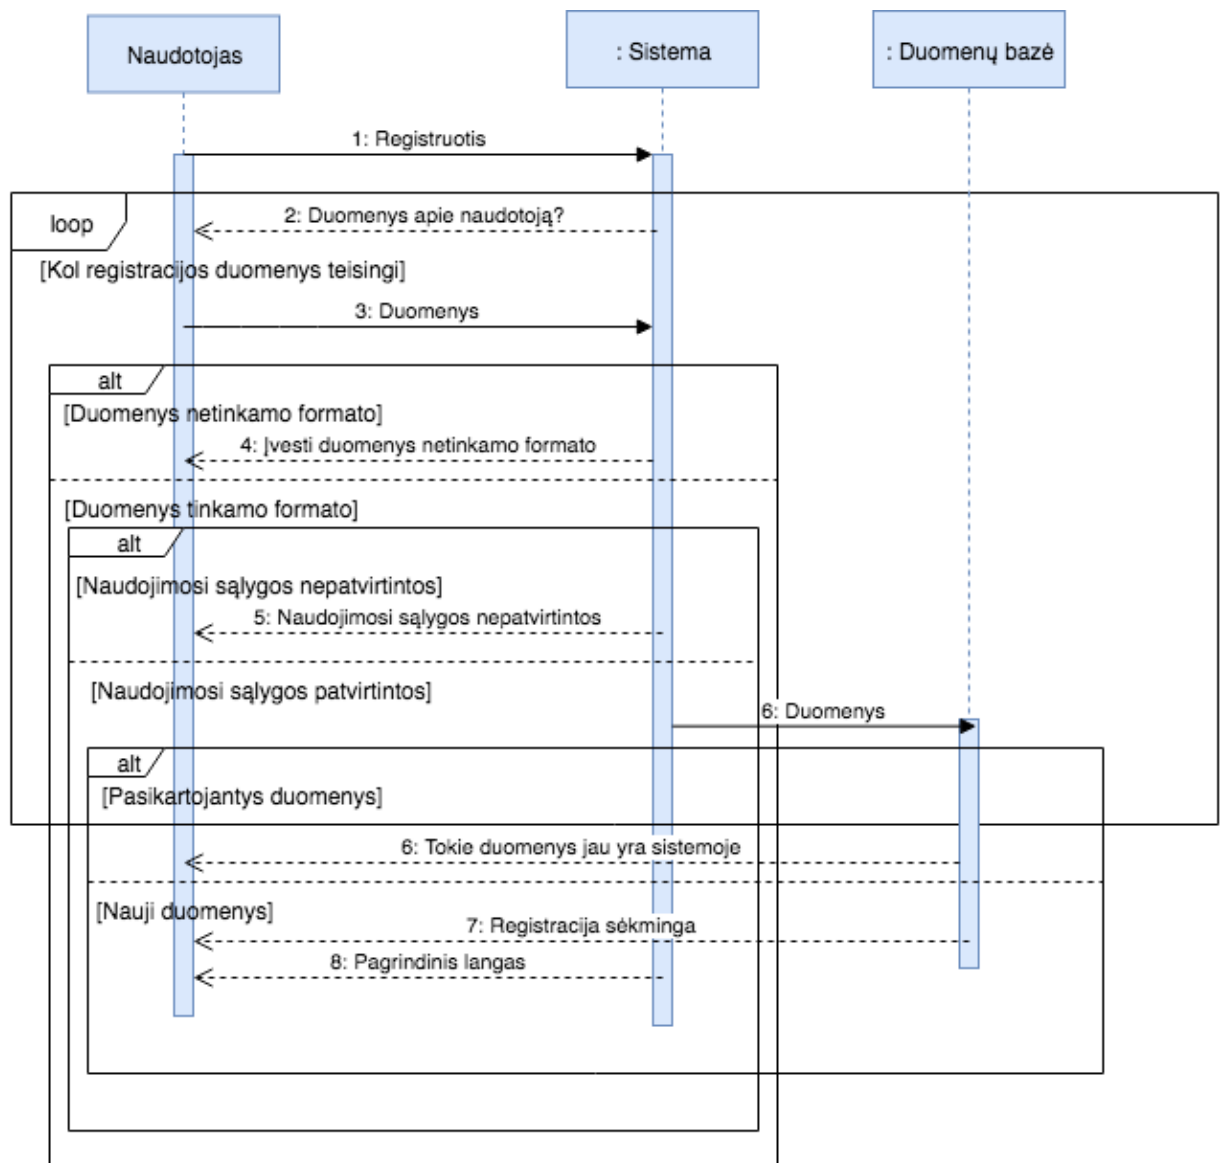 Naudotojas
: Sistema
: Duomenų bazė
1: Registruotis
loop
2: Duomenys apie naudotoją?
[Kol registracijos duomenys teisingi]
3: Duomenys
alt
[Duomenys netinkamo formato]
4: Įvesti duomenys netinkamo formato
[Duomenys tinkamo formato]
alt
[Naudojimosi sąlygos nepatvirtintos]
5: Naudojimosi sąlygos nepatvirtintos
[Naudojimosi sąlygos patvirtintos]
6: Duomenys
alt
[Pasikartojantys duomenys]
6: Tokie duomenys jau yra sistemoje
[Nauji duomenys]
7: Registracija sėkminga
8: Pagrindinis langas